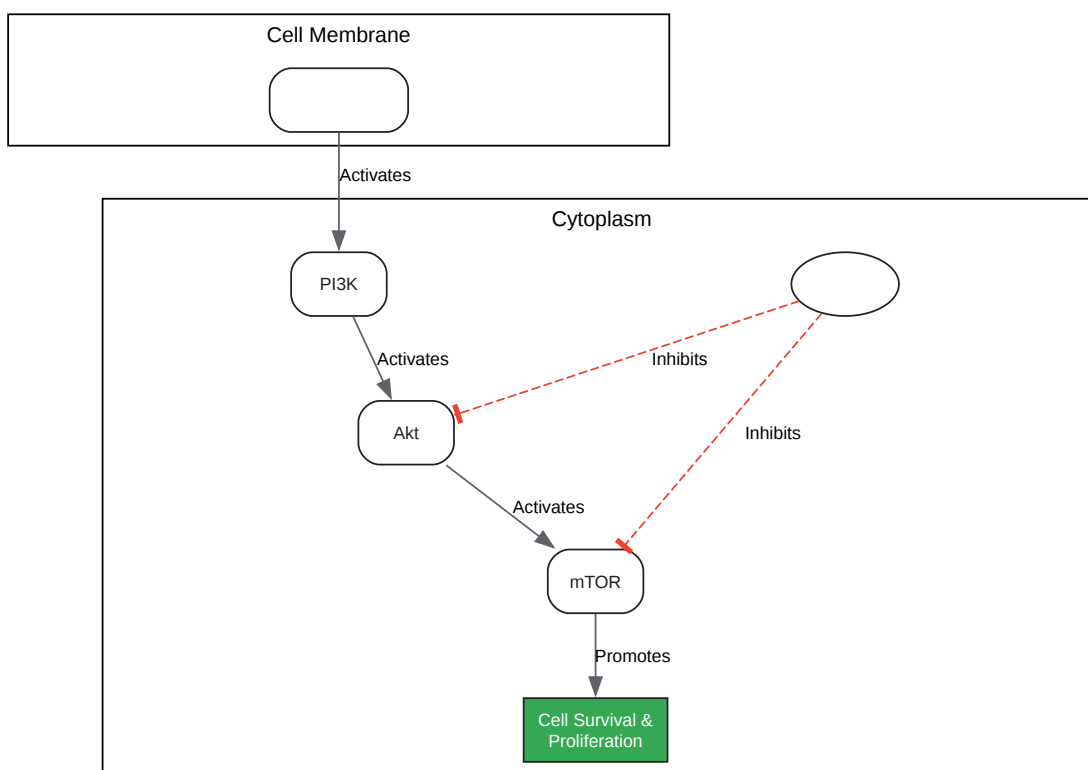 Cell Membrane
Activates
Cytoplasm
PI3K
Activates
Inhibits
Akt
Inhibits
Activates
mTOR
Promotes
Cell Survival &
Proliferation